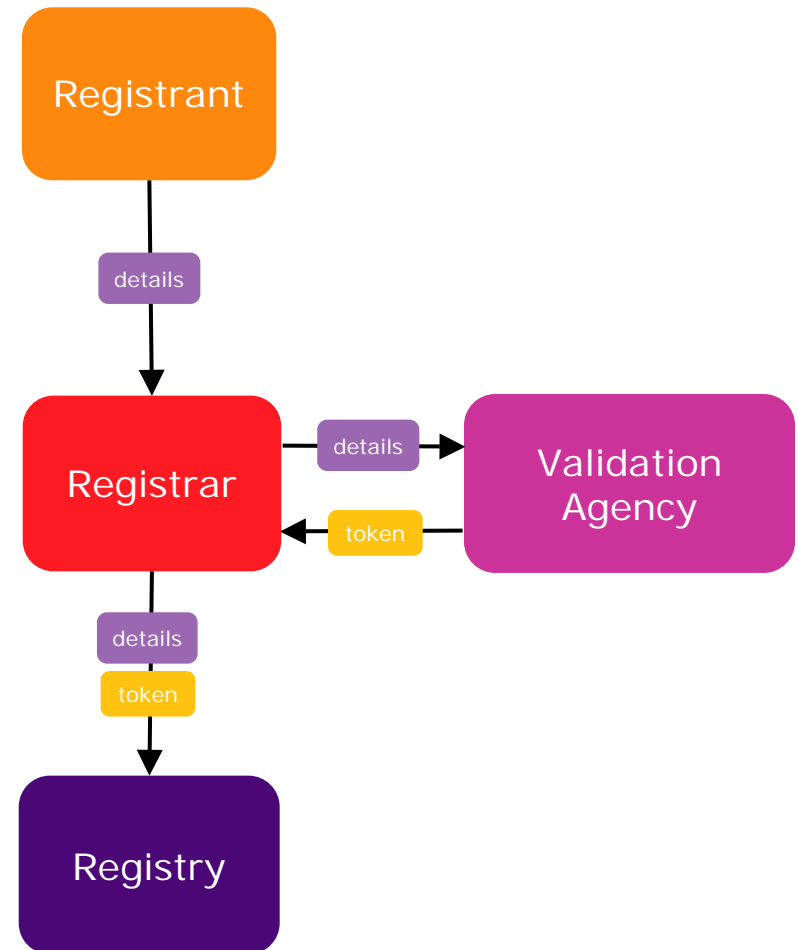 Registrant
details
Registrar
details
Validation
Agency
token
details
token
Registry